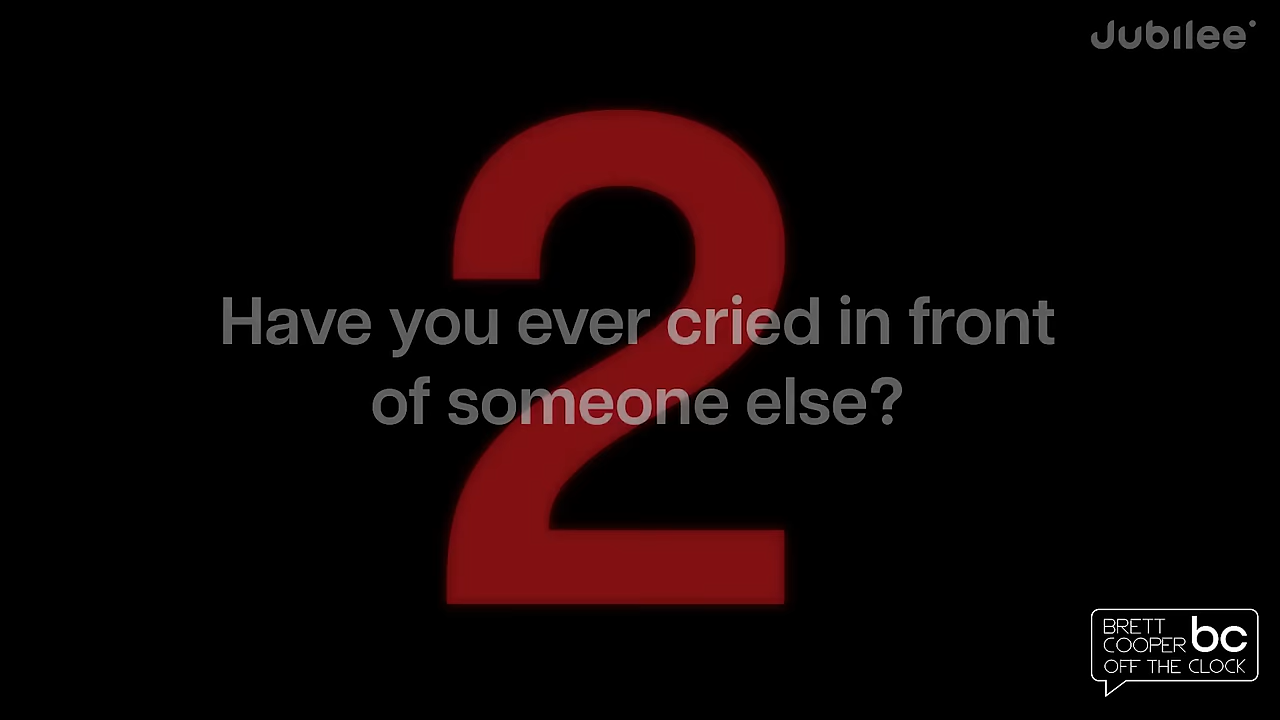 Jubilee
2
Have you ever cried in front
of someone else?
BRETT
COOPER bc
OFF THE CLOCK